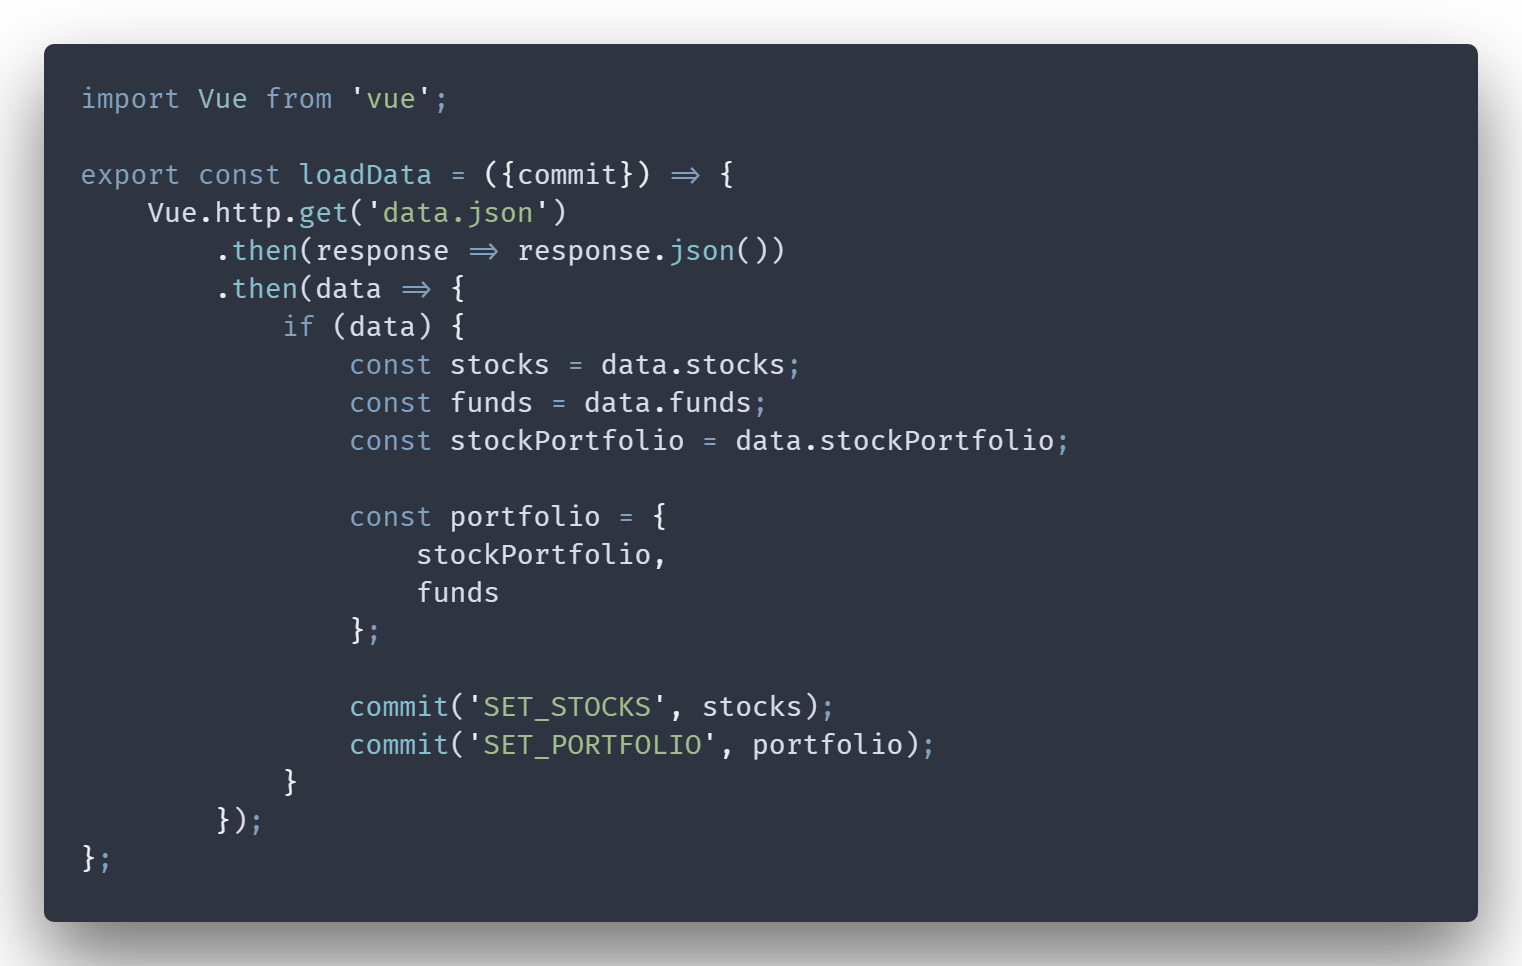 import Vue from 'vue';

export const loadData = ({commit}) => {
    Vue.http.get('data.json')
        .then(response => response.json())
        .then(data => {
            if (data) {
                const stocks = data.stocks;
                const funds = data.funds;
                const stockPortfolio = data.stockPortfolio;

                const portfolio = {
                    stockPortfolio,
                    funds
                };

                commit('SET_STOCKS', stocks);
                commit('SET_PORTFOLIO', portfolio);
            }
        });
};